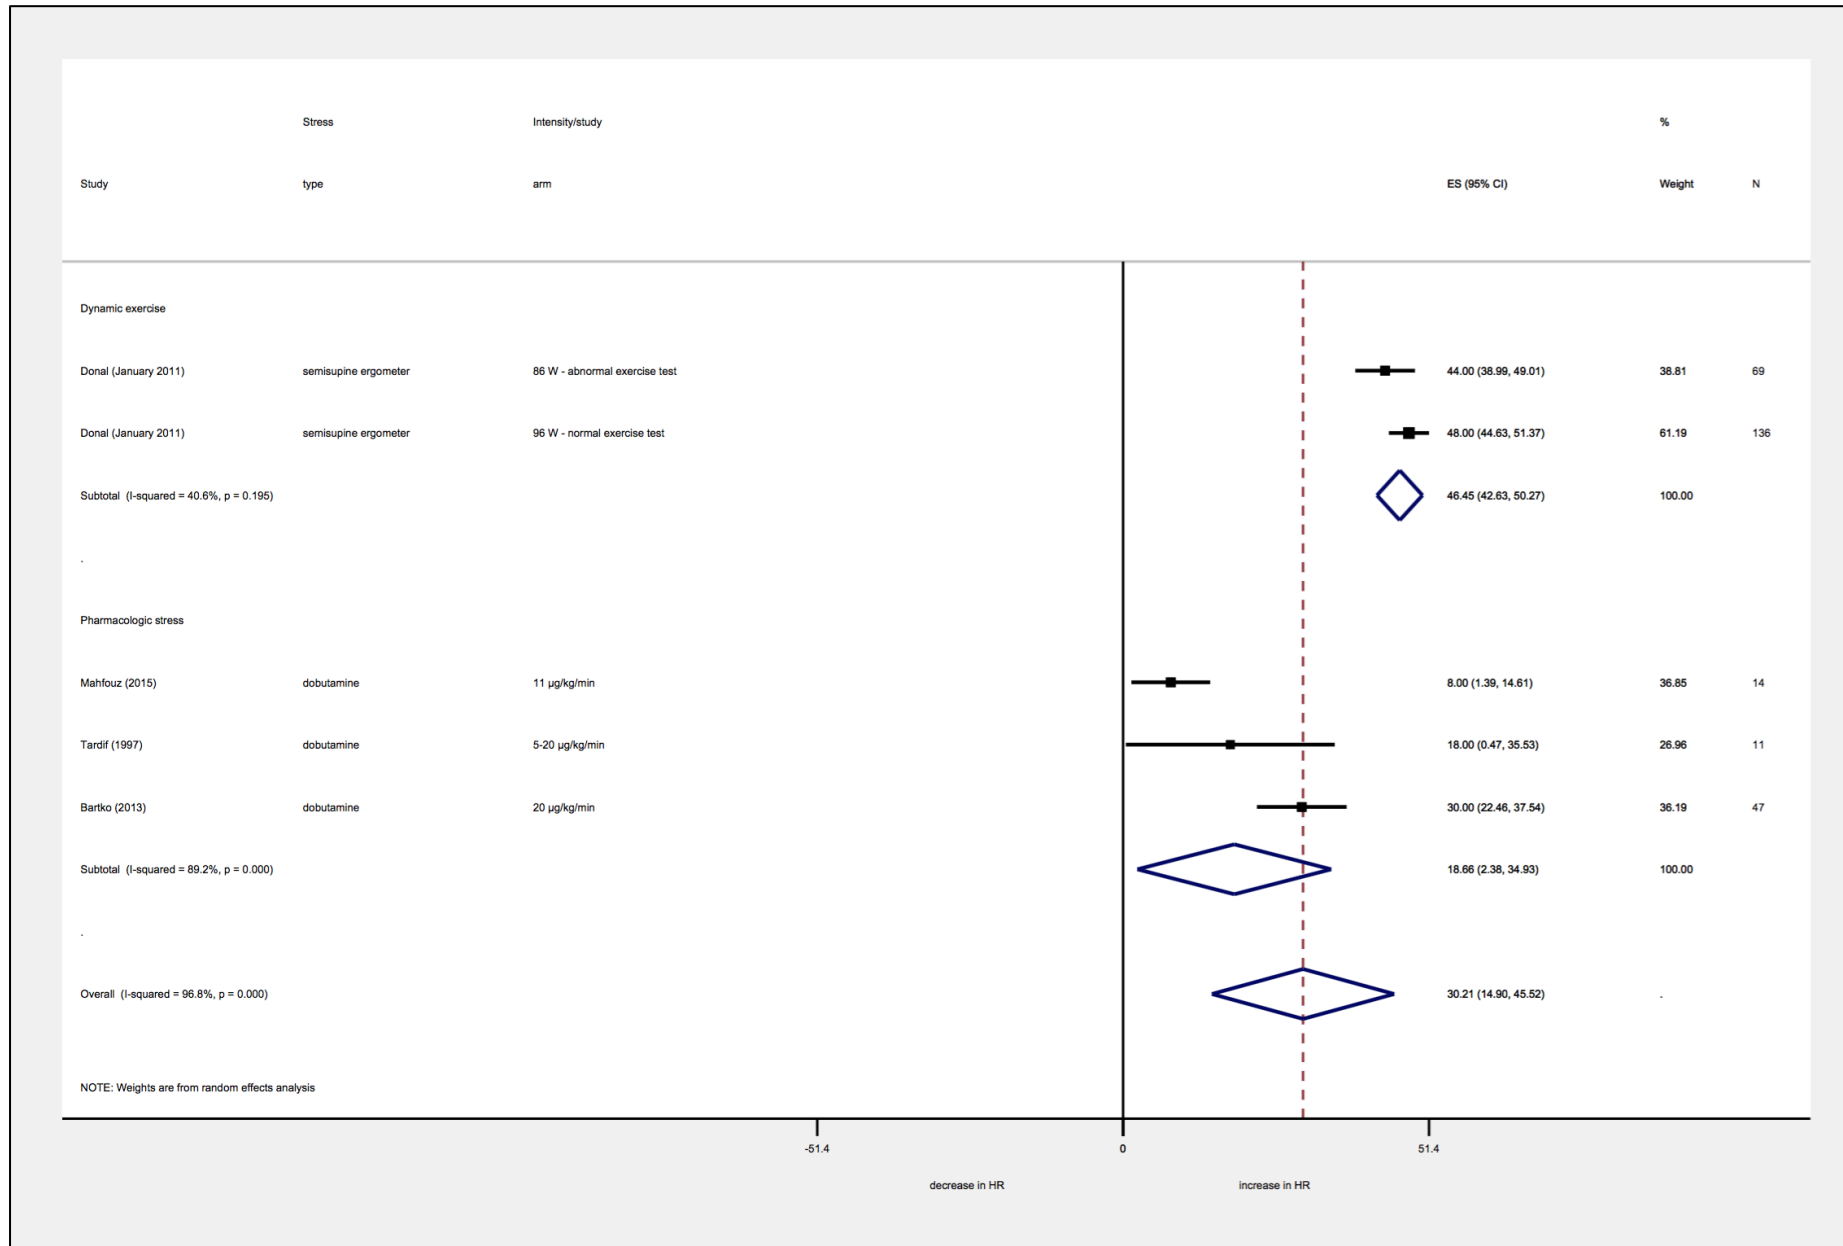 Stress Intensity/study %
Study type arm ES (95% CI) Weight N
Dynamic exercise
Donal (January 2011) semisupine ergometer 86 W - abnormal exercise test 44.00 (38.99, 49.01) 38.81 69
Donal (January 2011) semisupine ergometer 96 W - normal exercise test 48.00 (44.63, 51.37) 61.19 136
Subtotal (I-squared = 40.6%, p = 0.195) 46.45 (42.63, 50.27) 100.00
.
Pharmacologic stress
Mahfouz (2015) dobutamine 11 µg/kg/min 8.00 (1.39, 14.61) 36.85 14
Tardif (1997) dobutamine 5-20 µg/kg/min 18.00 (0.47, 35.53) 26.96 11
Bartko (2013) dobutamine 20 µg/kg/min 30.00 (22.46, 37.54) 36.19 47
Subtotal (I-squared = 89.2%, p = 0.000) 18.66 (2.38, 34.93) 100.00
.
Overall (I-squared = 96.8%, p = 0.000) 30.21 (14.90, 45.52) .
NOTE: Weights are from random effects analysis
-51.4 0 51.4
decrease in HR increase in HR